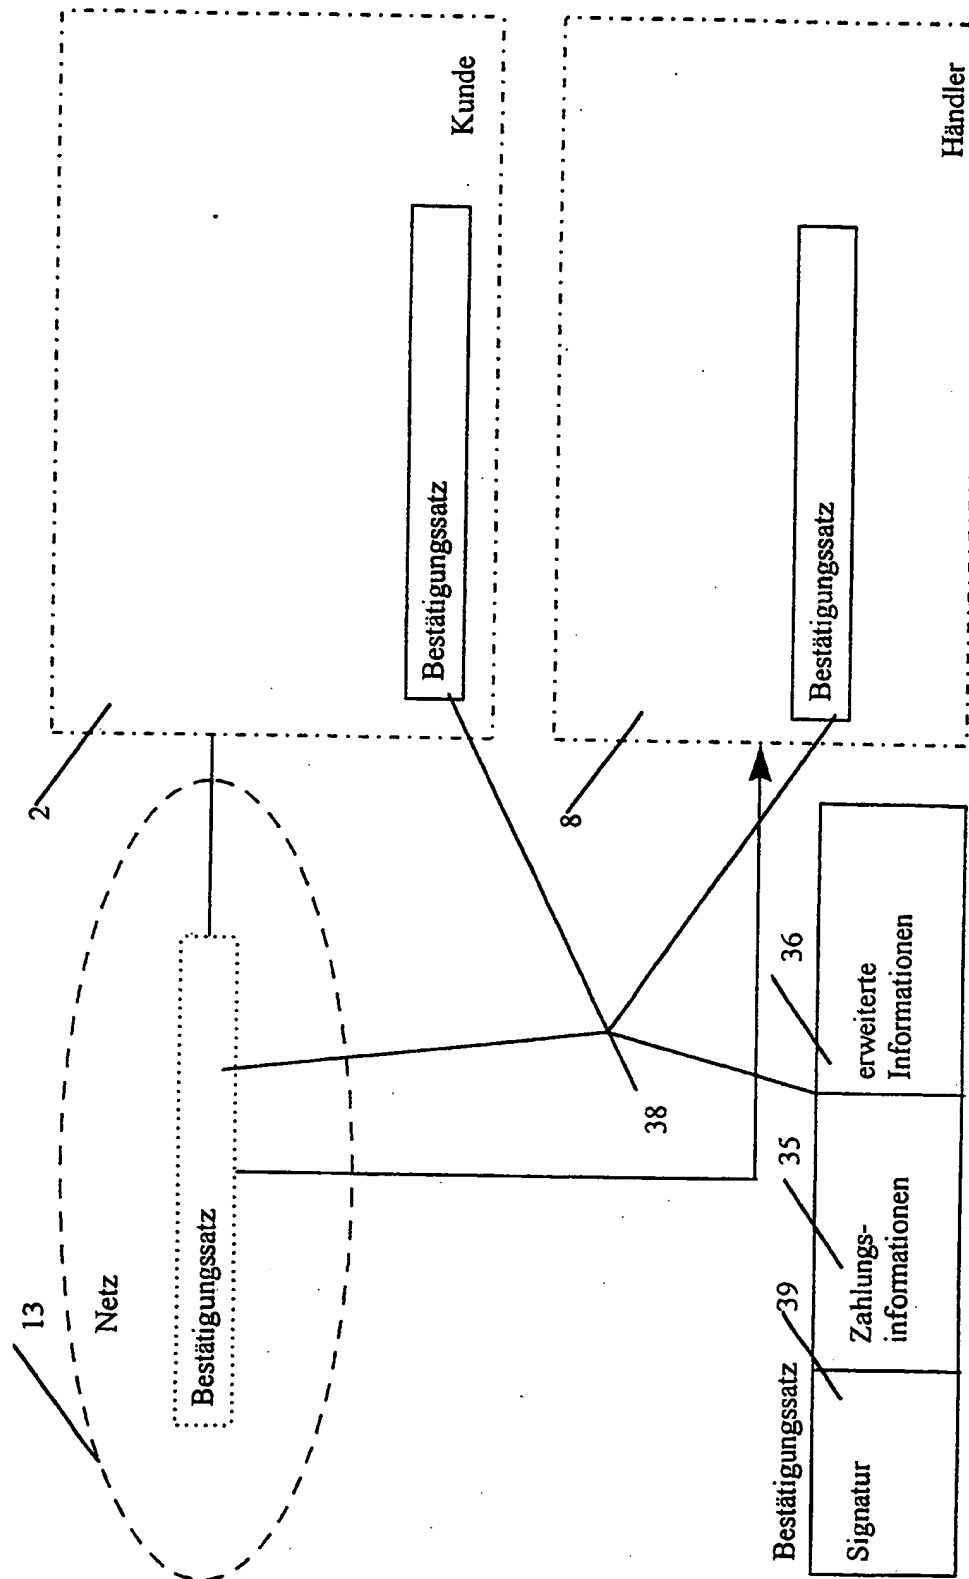 13
Netz
Bestätigungssatz
2
Kunde
Bestätigungssatz
8
Händler
Bestätigungssatz
38
Bestätigungssatz
39
35
36
Signatur
Zahlungs-
informationen
erweiterte
Informationen